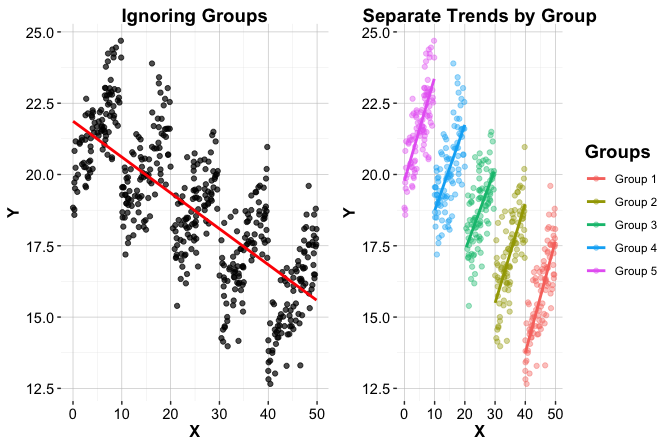 Ignoring Groups
Separate Trends by Group
25.0
22.5
20.0
17.5
15.0
12.5
Y
0 10 20 30 40 50
X
25.0
22.5
20.0
17.5
15.0
12.5
Y
0 10 20 30 40 50
X
Groups
Group 1
Group 2
Group 3
Group 4
Group 5